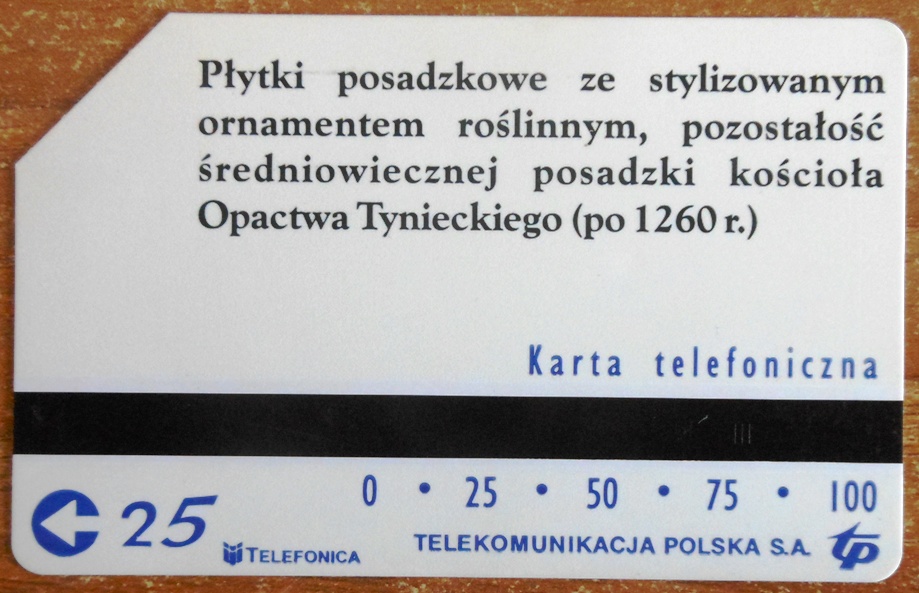 Płytki posadzkowe ze stylizowanym
ornamentem roślinnym, pozostałość
średniowiecznej posadzki kościoła
Opactwa Tynieckiego (po 1260 r.)
Karta telefoniczna
0 • 25 • 50 • 75 • 100
25
TELEFONICA
TELEKOMUNIKACJA POLSKA S.A. tp